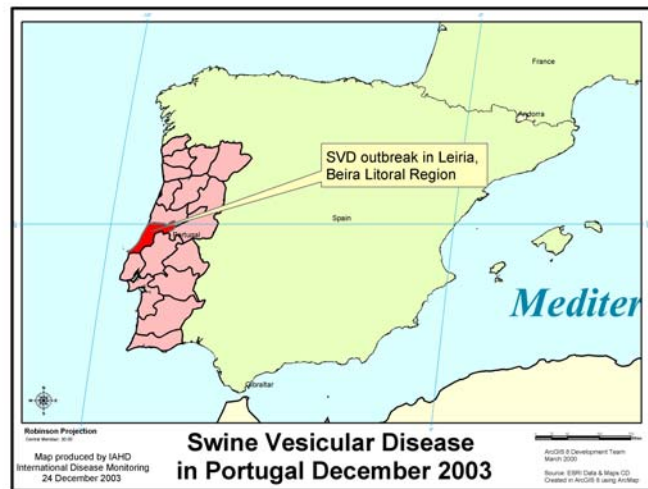 France
Andorra
SVD outbreak in Leiria,
Beira Litoral Region
Spain
Portugal
Mediter
Gibraltar
Robinson Projection
Map produced by IAHD
International Disease Monitoring
24 December 2003
Swine Vesicular Disease
in Portugal December 2003
ArcGIS 8 Development Team
March 2000
Source: ESRI Data & Maps CD
Created in ArcGIS 8 using ArcMap